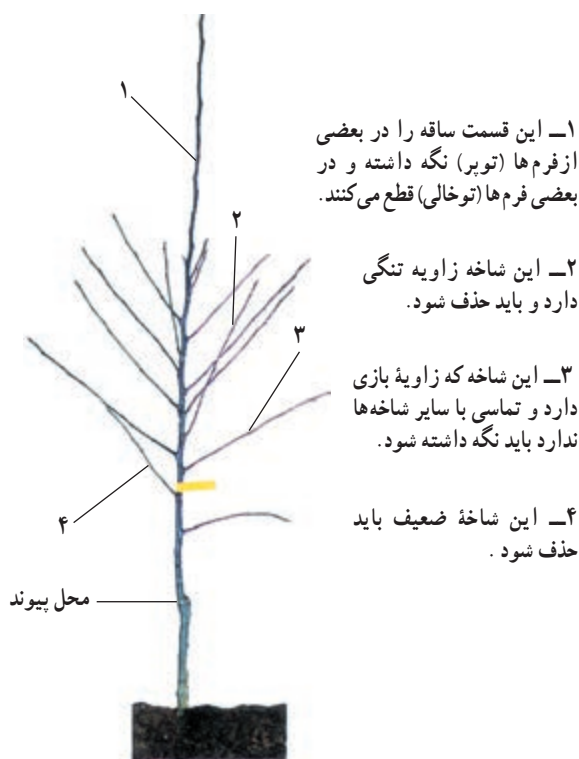 ۱
۱ــ این قسمت ساقه را در بعضی
ازفرم‌ها (توپر) نگه داشته و در
بعضی فرم‌ها (توخالی) قطع می‌کنند.
۲
۲ــ این شاخه زاویه تنگی
دارد و باید حذف شود.
۳
۳ــ این شاخه که زاویهٔ بازی
دارد و تماسی با سایر شاخه‌ها
ندارد باید نگه داشته شود.
۴
۴ــ این شاخهٔ ضعیف باید
حذف شود .
محل پیوند